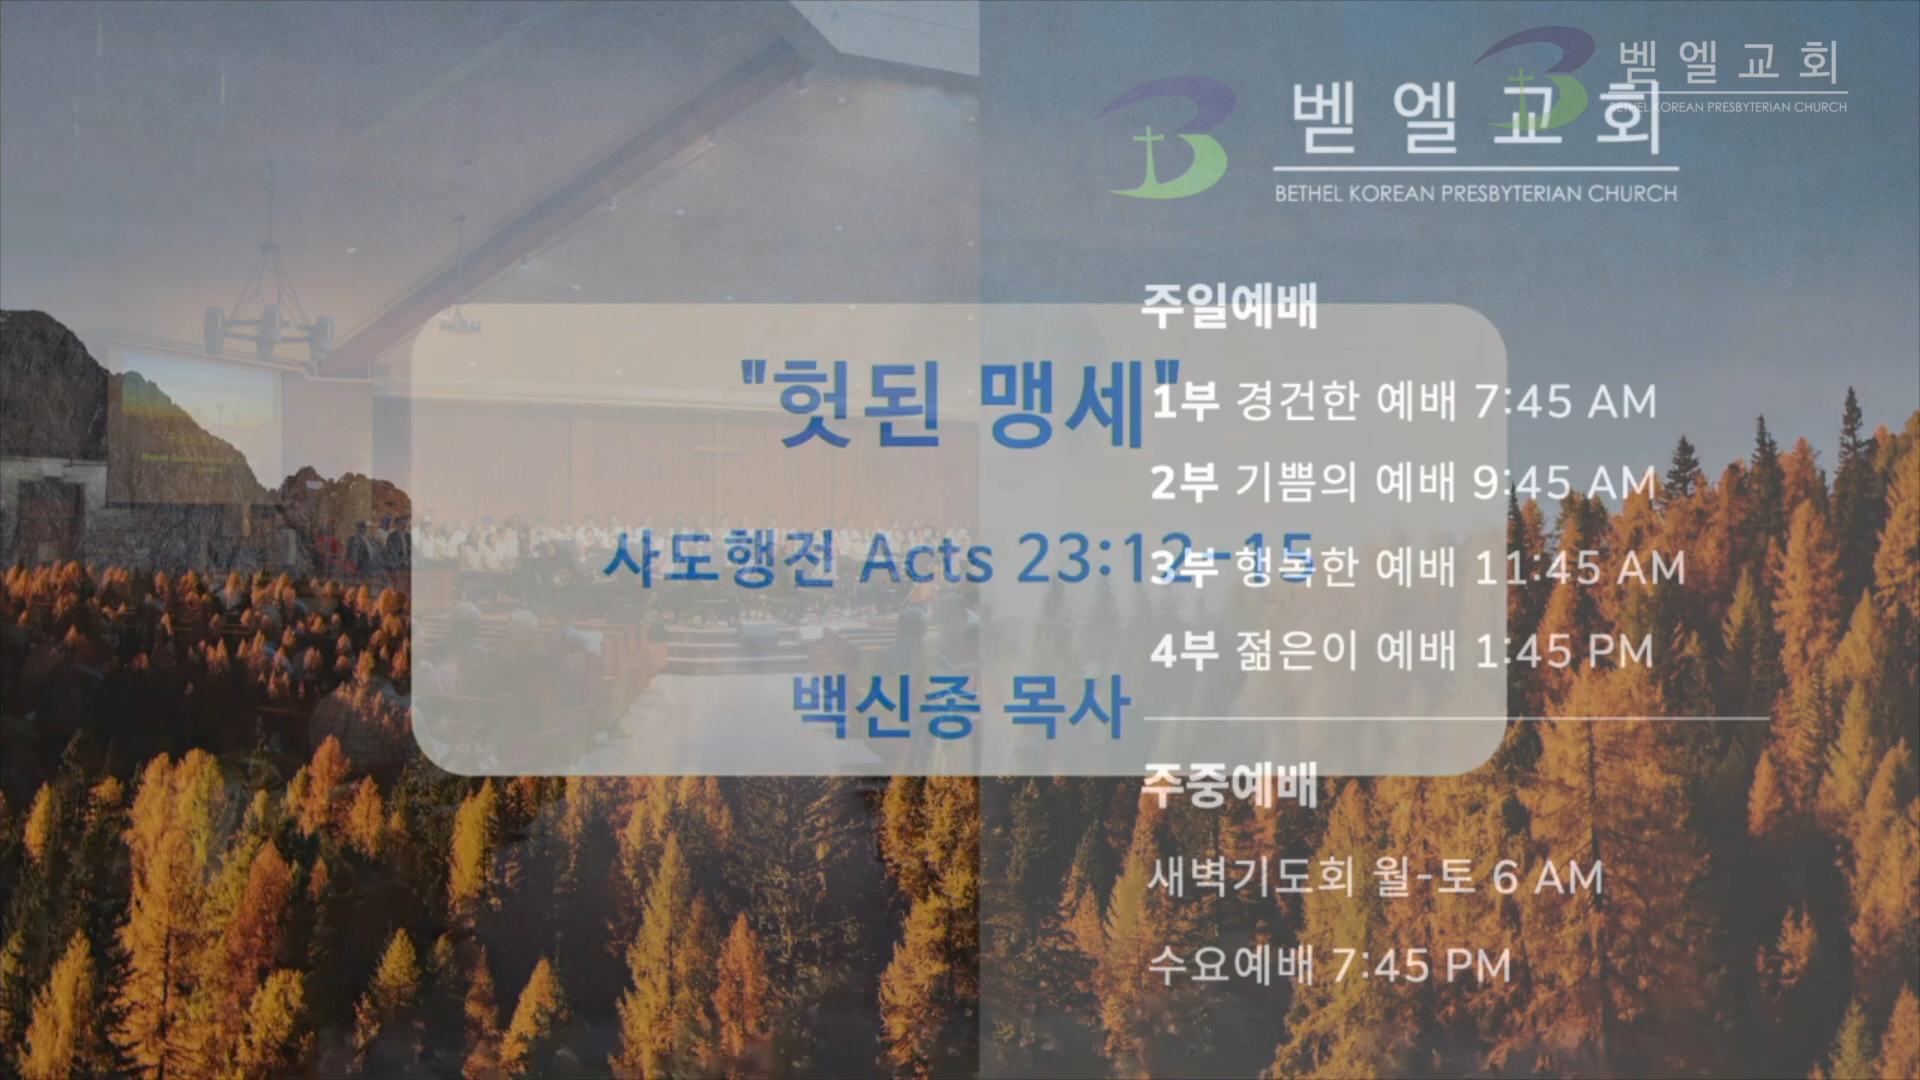 벧엘교회
BETHEL KOREAN PRESBYTERIAN CHURCH
벧엘교회
BETHEL KOREAN PRESBYTERIAN CHURCH
"헛된 맹세"
사도행전 Acts 23:12-15
백신종 목사
주일예배
1부 경건한 예배 7:45 AM
2부 기쁨의 예배 9:45 AM
3부 행복한 예배 11:45 AM
4부 젊은이 예배 1:45 PM
주중예배
새벽기도회 월-토 6 AM
수요예배 7:45 PM